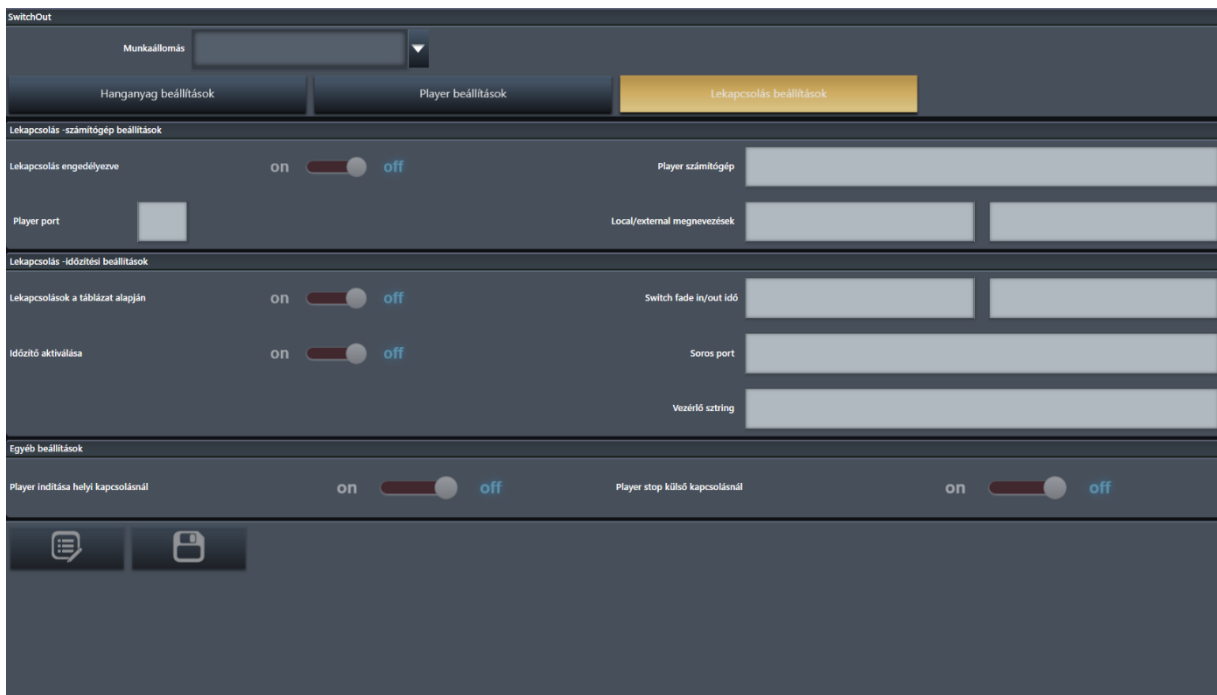 SwitchOut
Munkaállomás
Hanganyag beállítások Player beállítások Lekapcsolás beállítások
Lekapcsolás -számítógép beállítások
Lekapcsolás engedélyezve on off Player számítógép
Player port Local/external megnevezések
Lekapcsolás -időzítési beállítások
Lekapcsolások a táblázat alapján on off Switch fade in/out idő
Időzítő aktiválása on off Soros port
Vezérlő sztring
Egyéb beállítások
Player indítása helyi kapcsolásnál on off Player stop külső kapcsolásnál on off